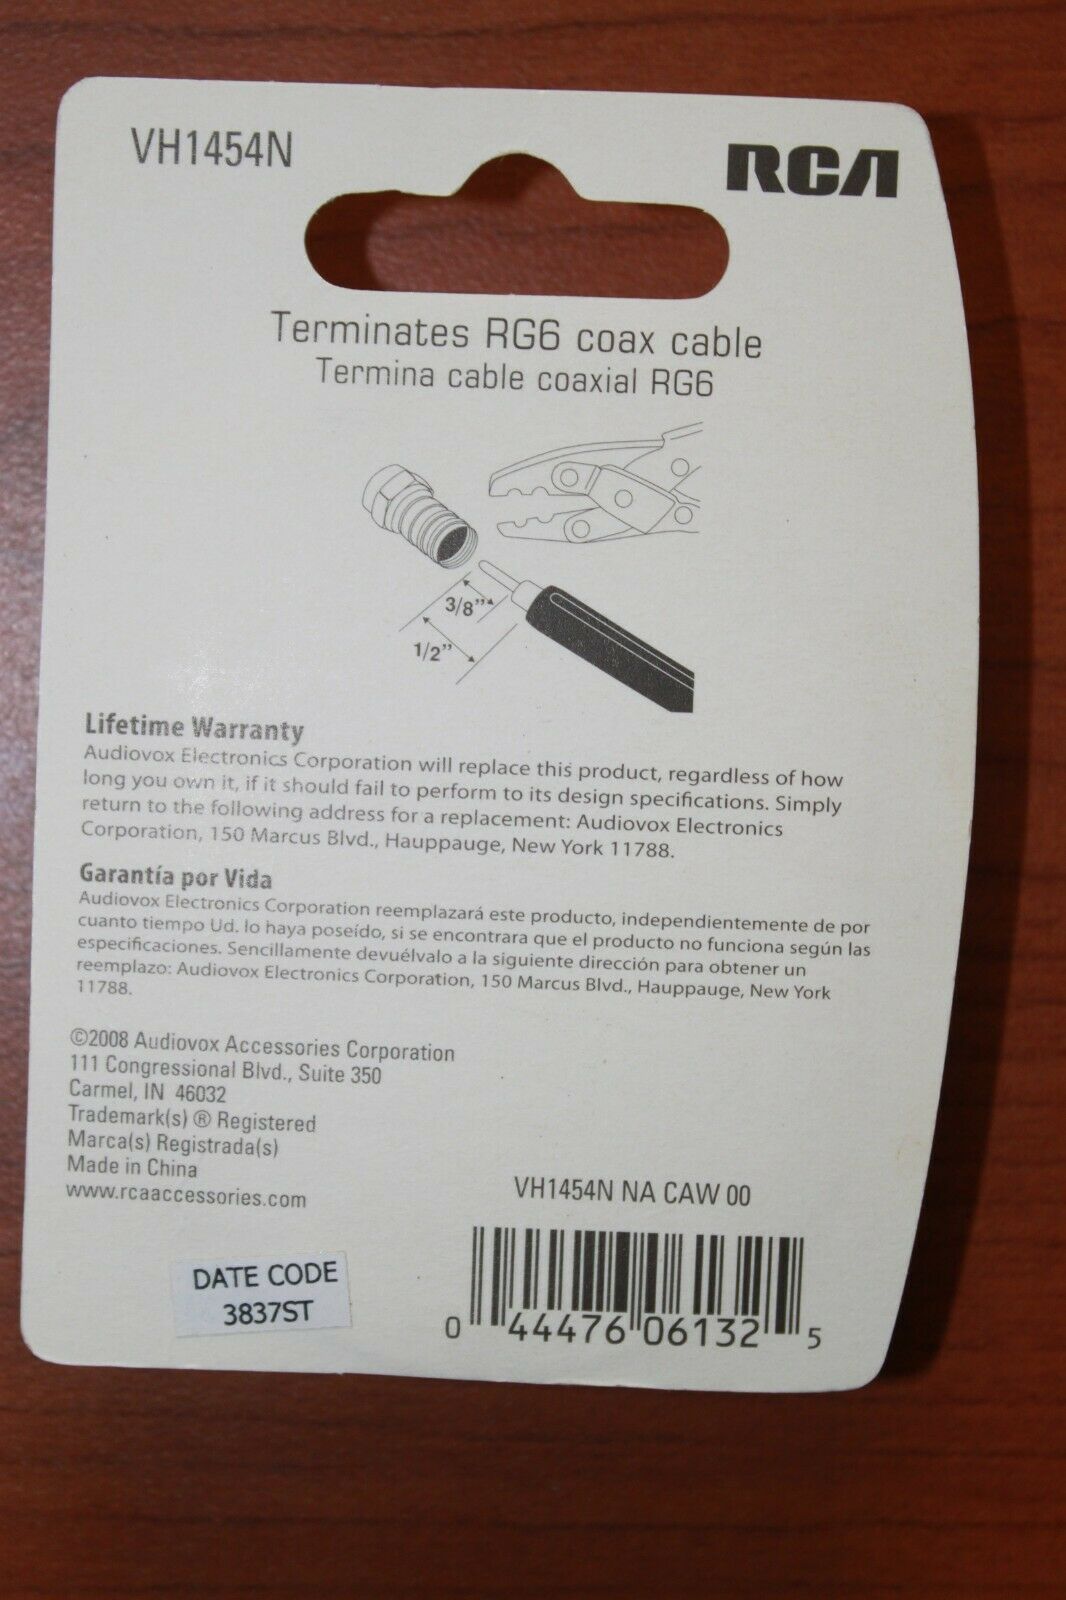 VH1454N
RCA
Terminates RG6 coax cable
Termina cable coaxial RG6
3/8"
1/2"
Lifetime Warranty
Audiovox Electronics Corporation will replace this product, regardless of how
long you own it, if it should fail to perform to its design specifications. Simply
return to the following address for a replacement: Audiovox Electronics
Corporation, 150 Marcus Blvd., Hauppauge, New York 11788.
Garantía por Vida
Audiovox Electronics Corporation reemplazará este producto, independientemente de por
cuanto tiempo Ud. lo haya poseído, si se encontrara que el producto no funciona según las
especificaciones. Sencillamente devuélvalo a la siguiente dirección para obtener un
reemplazo: Audiovox Electronics Corporation, 150 Marcus Blvd., Hauppauge, New York
11788.
©2008 Audiovox Accessories Corporation
111 Congressional Blvd., Suite 350
Carmel, IN 46032
Trademark(s) ® Registered
Marca(s) Registrada(s)
Made in China
www.rcaaccessories.com
VH1454N NA CAW 00
DATE CODE
3837ST
0 44476 06132 5